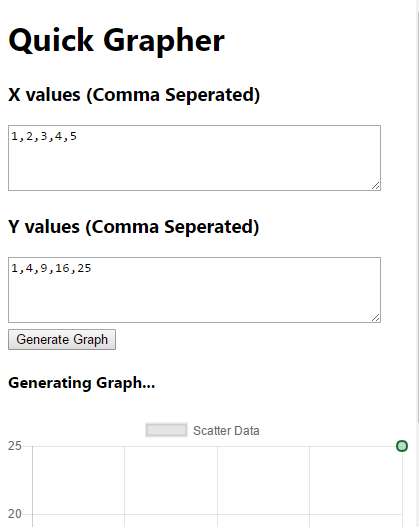 Quick Grapher
X values (Comma Seperated)
1,2,3,4,5
Y values (Comma Seperated)
1,4,9,16,25
Generate Graph
Generating Graph...
Scatter Data
25
20